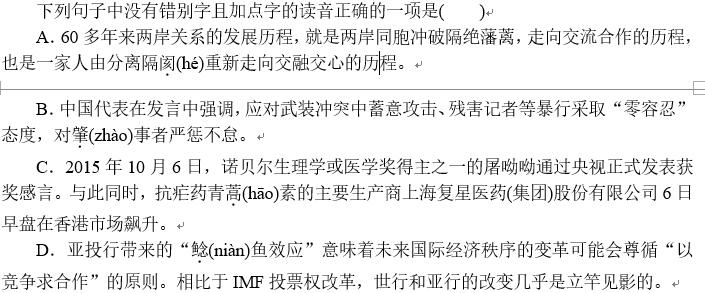 下列句子中没有错别字且加点字的读音正确的一项是( )
A．60 多年来两岸关系的发展历程，就是两岸同胞冲破隔绝藩蓠，走向交流合作的历程，
也是一家人由分离隔阂(hé)重新走向交融交心的历程。
B．中国代表在发言中强调，应对武装冲突中蓄意攻击、残害记者等暴行采取“零容忍”
态度，对肇(zhào)事者严惩不怠。
C．2015 年 10 月 6 日，诺贝尔生理学或医学奖得主之一的屠呦呦通过央视正式发表获
奖感言。与此同时，抗疟药青蒿(hāo)素的主要生产商上海复星医药(集团)股份有限公司 6 日
早盘在香港市场飙升。
D．亚投行带来的“鲶(niàn)鱼效应”意味着未来国际经济秩序的变革可能会尊循“以
竞争求合作”的原则。相比于 IMF 投票权改革，世行和亚行的改变几乎是立竿见影的。